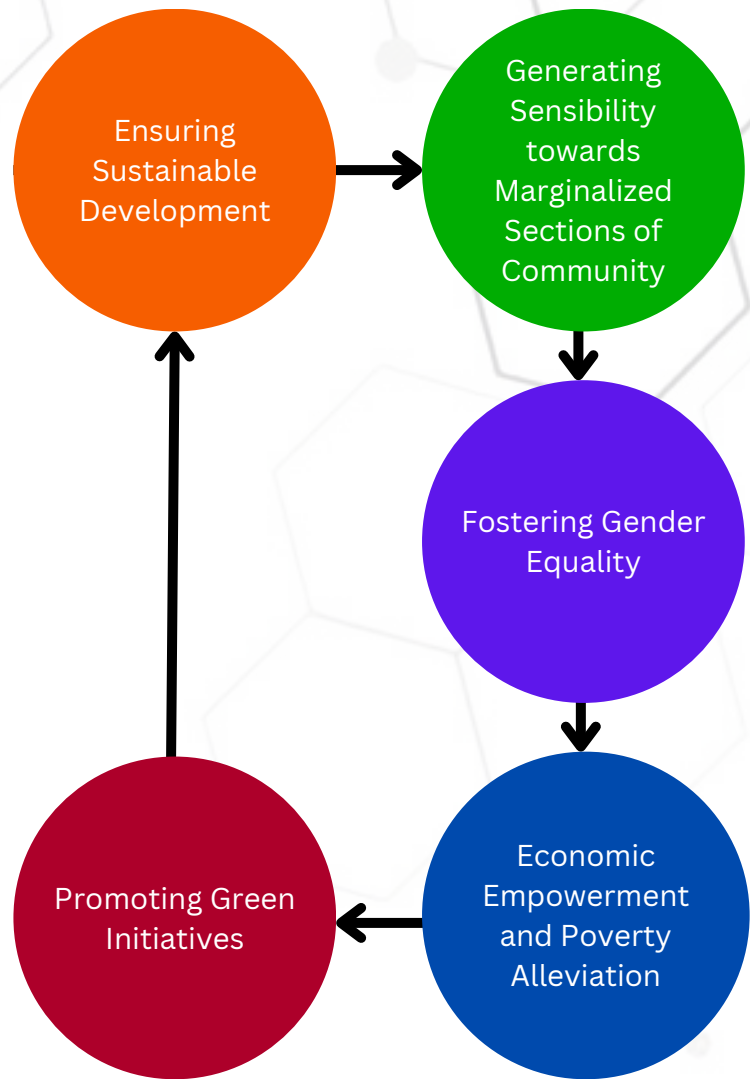 Ensuring
Sustainable
Development
Generating
Sensibility
towards
Marginalized
Sections of
Community
Fostering Gender
Equality
Economic
Empowerment
and Poverty
Alleviation
Promoting Green
Initiatives